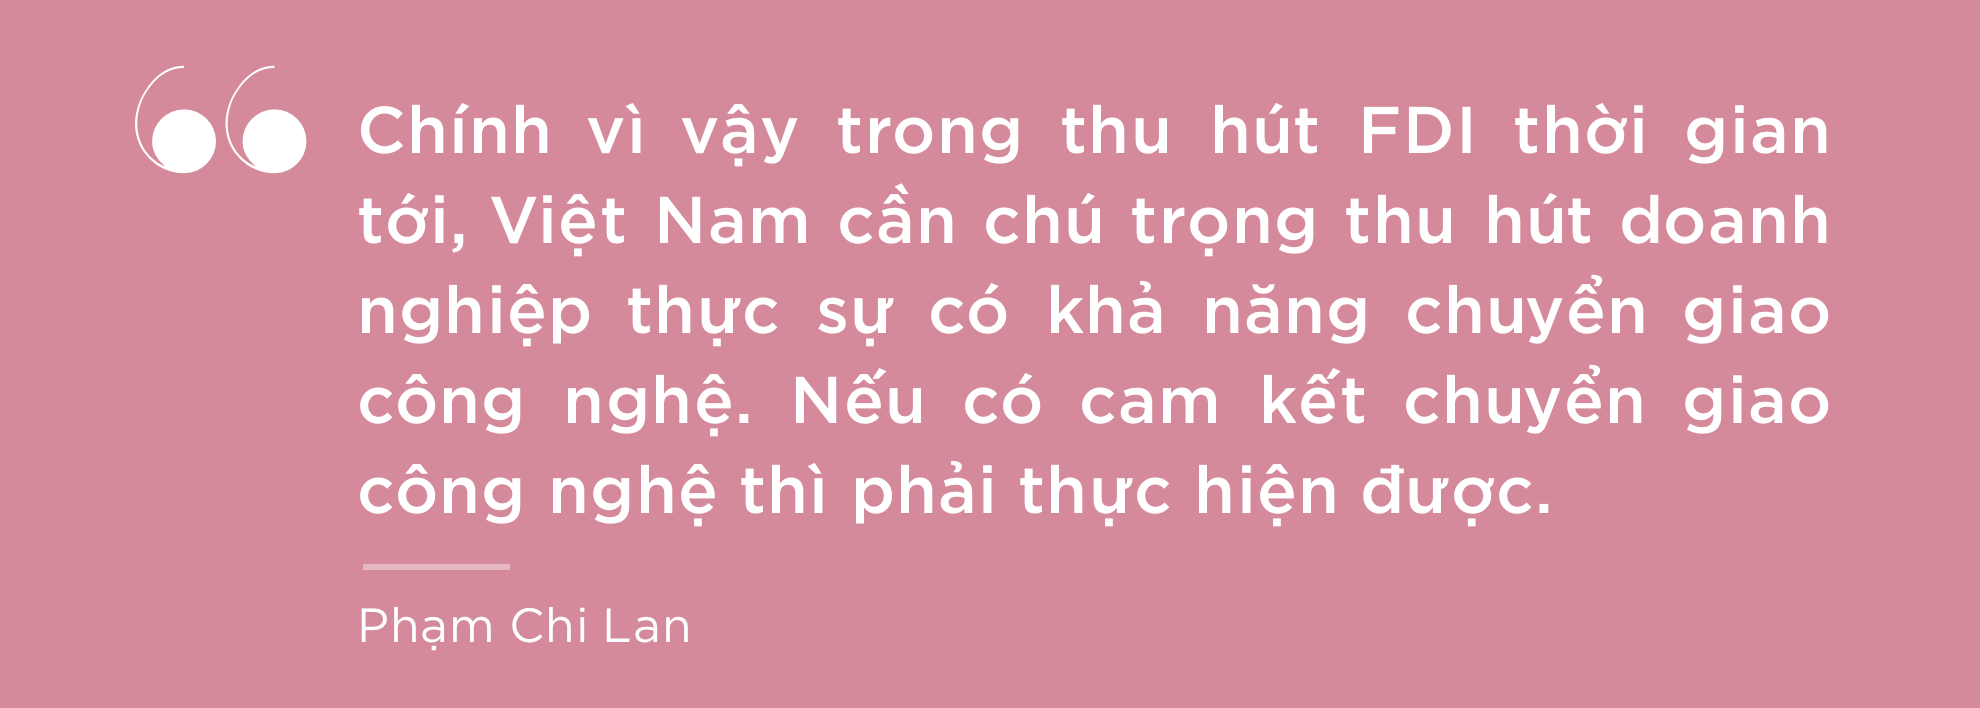 Chính vì vậy trong thu hút FDI thời gian
tới, Việt Nam cần chú trọng thu hút doanh
nghiệp thực sự có khả năng chuyển giao
công nghệ. Nếu có cam kết chuyển giao
công nghệ thì phải thực hiện được.
Phạm Chi Lan